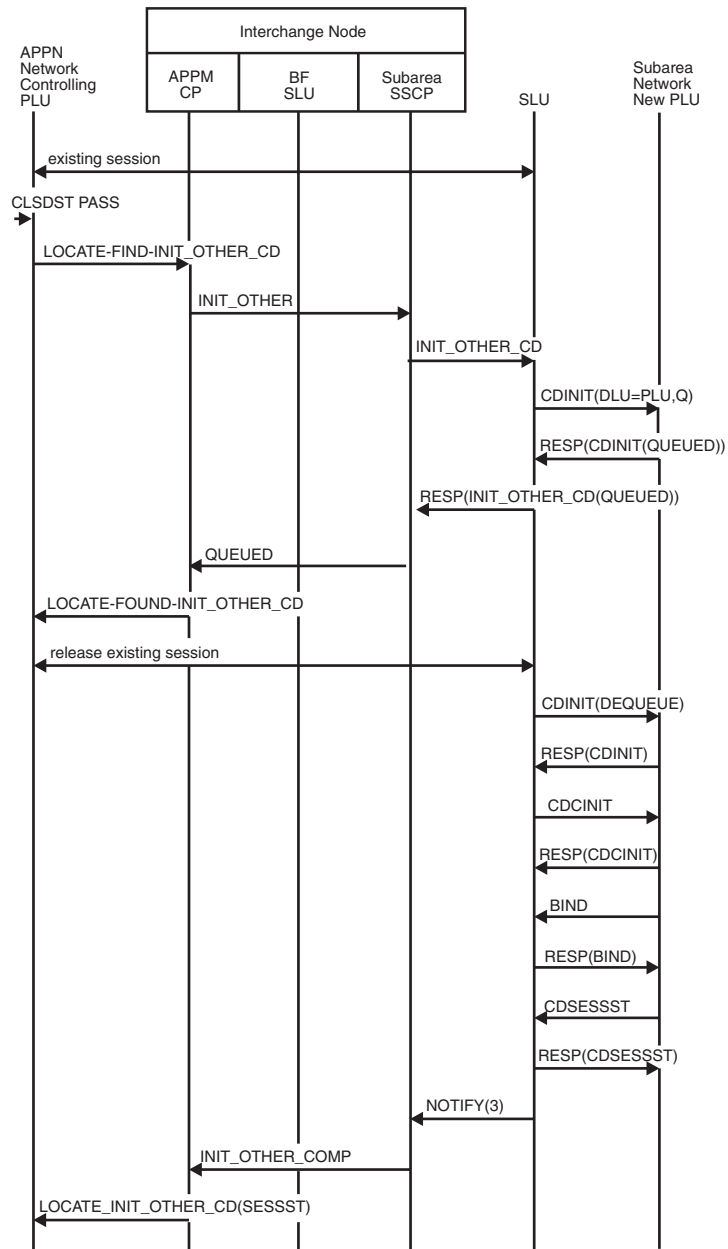 Interchange Node
APPN
Network
Controlling
PLU
APPM
CP
BF
SLU
Subarea
SSCP
SLU
Subarea
Network
New PLU
existing session
CLSDST PASS
LOCATE-FIND-INIT_OTHER_CD
INIT_OTHER
INIT_OTHER_CD
CDINIT(DLU=PLU,Q)
RESP(CDINIT(QUEUED))
RESP(INIT_OTHER_CD(QUEUED))
QUEUED
LOCATE-FOUND-INIT_OTHER_CD
release existing session
CDINIT(DEQUEUE)
RESP(CDINIT)
CDCINIT
RESP(CDCINIT)
BIND
RESP(BIND)
CDSESSST
RESP(CDSESSST)
NOTIFY(3)
INIT_OTHER_COMP
LOCATE_INIT_OTHER_CD(SESSST)